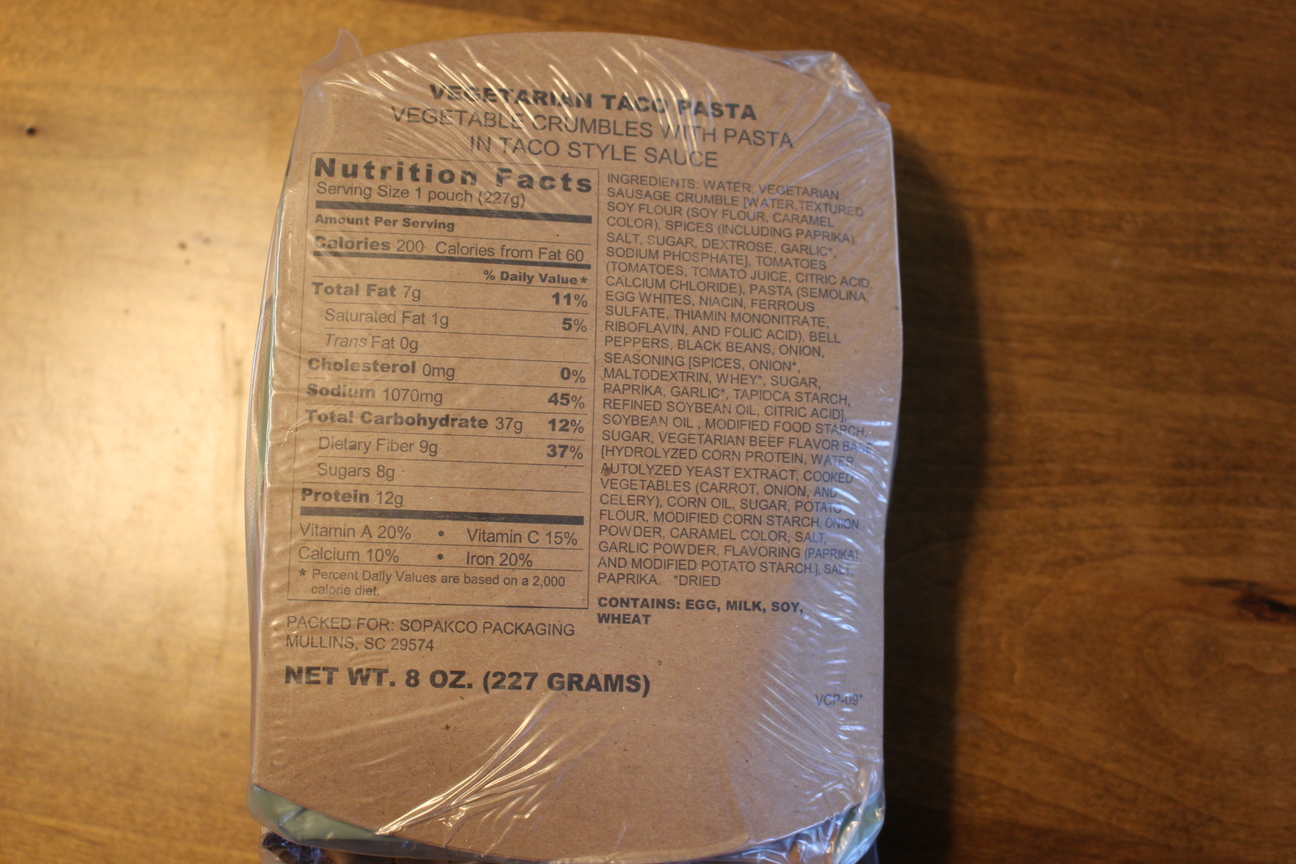 VEGETARIAN TACO PASTA
VEGETABLE CRUMBLES WITH PASTA
IN TACO STYLE SAUCE
Nutrition Facts
Serving Size 1 pouch (227g)
Amount Per Serving
Calories 200 Calories from Fat 60
% Daily Value*
Total Fat 7g 11%
Saturated Fat 1g 5%
Trans Fat 0g
Cholesterol 0mg 0%
Sodium 1070mg 45%
Total Carbohydrate 37g 12%
Dietary Fiber 9g 37%
Sugars 8g
Protein 12g
Vitamin A 20% • Vitamin C 15%
Calcium 10% • Iron 20%
* Percent Daily Values are based on a 2,000
calorie diet.
INGREDIENTS: WATER, VEGETARIAN
SAUSAGE CRUMBLE [WATER,TEXTURED
SOY FLOUR (SOY FLOUR, CARAMEL
COLOR), SPICES (INCLUDING PAPRIKA),
SALT, SUGAR, DEXTROSE, GARLIC*,
SODIUM PHOSPHATE], TOMATOES
(TOMATOES, TOMATO JUICE, CITRIC ACID,
CALCIUM CHLORIDE), PASTA (SEMOLINA,
EGG WHITES, NIACIN, FERROUS
SULFATE, THIAMIN MONONITRATE,
RIBOFLAVIN, AND FOLIC ACID), BELL
PEPPERS, BLACK BEANS, ONION,
SEASONING [SPICES, ONION*,
MALTODEXTRIN, WHEY*, SUGAR,
PAPRIKA, GARLIC*, TAPIOCA STARCH,
REFINED SOYBEAN OIL, CITRIC ACID],
SOYBEAN OIL , MODIFIED FOOD STARCH,
SUGAR, VEGETARIAN BEEF FLAVOR BASE
[HYDROLYZED CORN PROTEIN, WATER,
AUTOLYZED YEAST EXTRACT, COOKED
VEGETABLES (CARROT, ONION, AND
CELERY), CORN OIL, SUGAR, POTATO
FLOUR, MODIFIED CORN STARCH, ONION
POWDER, CARAMEL COLOR, SALT,
GARLIC POWDER, FLAVORING (PAPRIKA)
AND MODIFIED POTATO STARCH.], SALT,
PAPRIKA. *DRIED
CONTAINS: EGG, MILK, SOY,
WHEAT
PACKED FOR: SOPAKCO PACKAGING
MULLINS, SC 29574
NET WT. 8 OZ. (227 GRAMS)
VCP-09*